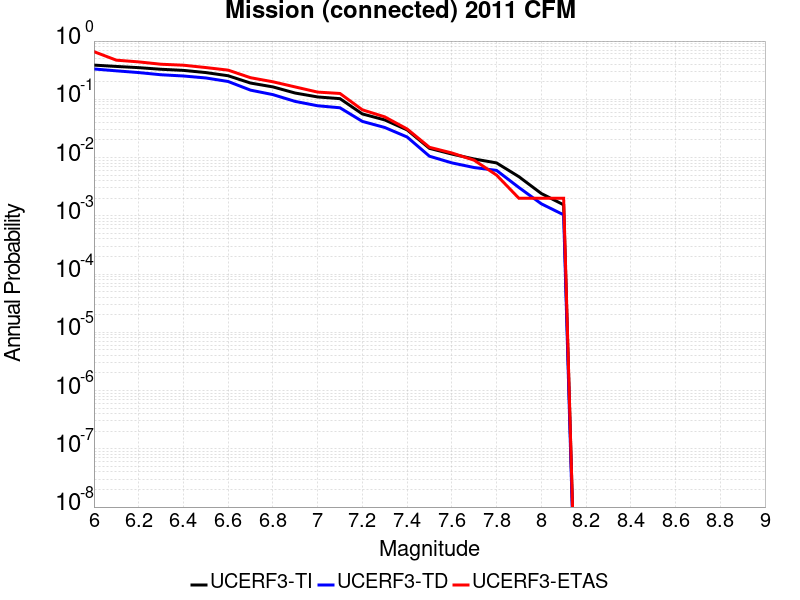 Mission (connected) 2011 CFM
Annual Probability
10^0
10^-1
10^-2
10^-3
10^-4
10^-5
10^-6
10^-7
10^-8
6 6.2 6.4 6.6 6.8 7 7.2 7.4 7.6 7.8 8 8.2 8.4 8.6 8.8 9
Magnitude
UCERF3-TI UCERF3-TD UCERF3-ETAS